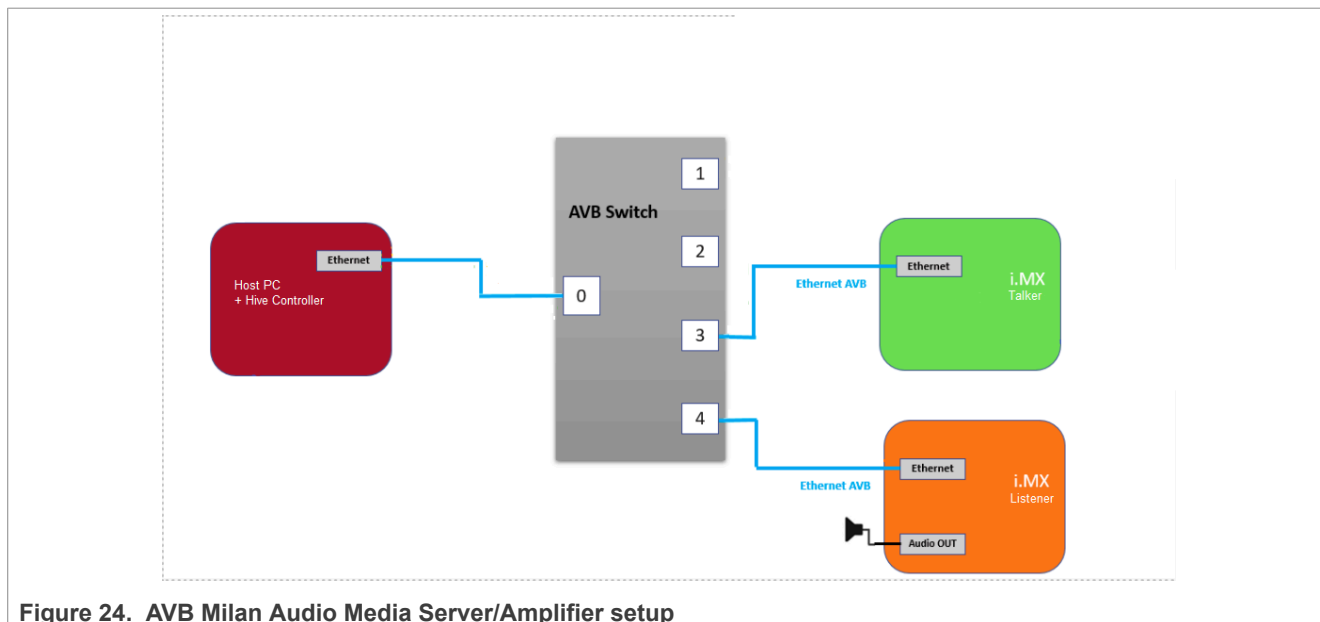 1
AVB Switch
2
Ethernet
Host PC
+ Hive Controller
0
Ethernet
Ethernet AVB
i.MX
Talker
3
4
Ethernet
Ethernet AVB
i.MX
Listener
Audio OUT
Figure 24. AVB Milan Audio Media Server/Amplifier setup